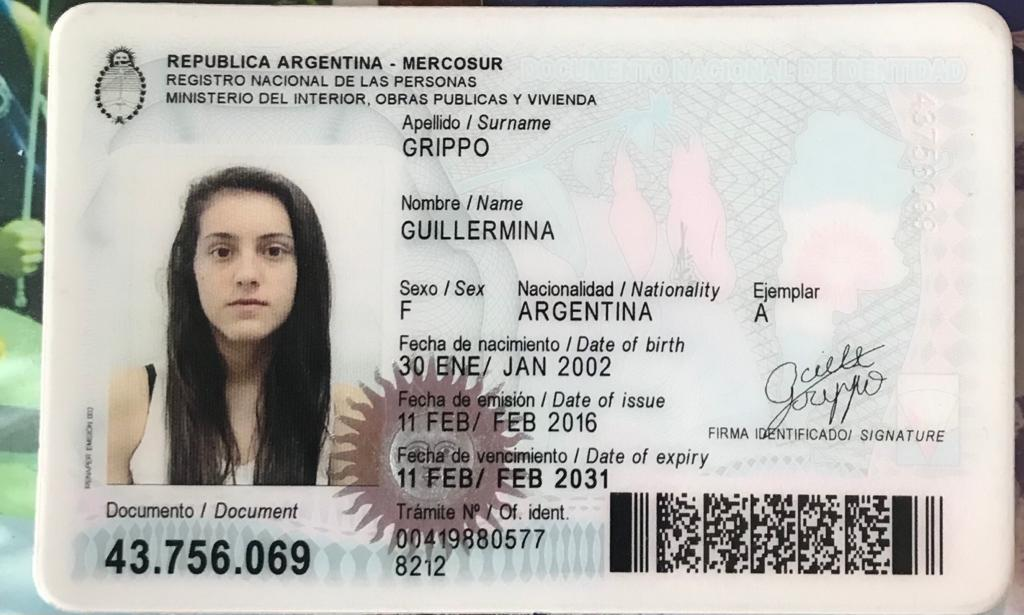 REPUBLICA ARGENTINA - MERCOSUR
REGISTRO NACIONAL DE LAS PERSONAS
MINISTERIO DEL INTERIOR, OBRAS PUBLICAS Y VIVIENDA
DOCUMENTO NACIONAL DE IDENTIDAD
Apellido / Surname
GRIPPO
Nombre / Name
GUILLERMINA
Sexo / Sex Nacionalidad / Nationality Ejemplar
F ARGENTINA A
Fecha de nacimiento / Date of birth
30 ENE/ JAN 2002
Fecha de emisión / Date of issue
11 FEB/ FEB 2016
Guille
Grippo
FIRMA IDENTIFICADO/ SIGNATURE
Fecha de vencimiento / Date of expiry
11 FEB/ FEB 2031
Documento / Document
43.756.069
Trámite Nº / Of. ident.
00419880577
8212